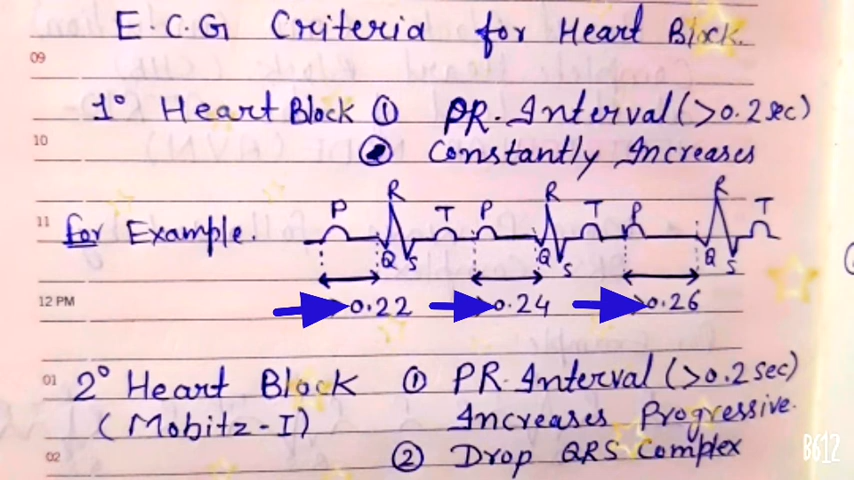 E.C.G Criteria for Heart Block.
09
1° Heart Block ① PR. Interval (>0.2 sec)
10
② Constantly Increases
11
for Example.
P R Q S T P R Q S T P R Q S T
12 PM
0.22 0.24 >0.26
01
2° Heart Block ① PR. Interval (>0.2 sec)
(Mobitz-I) Increases Progressive.
02
② Drop QRS Complex
B612